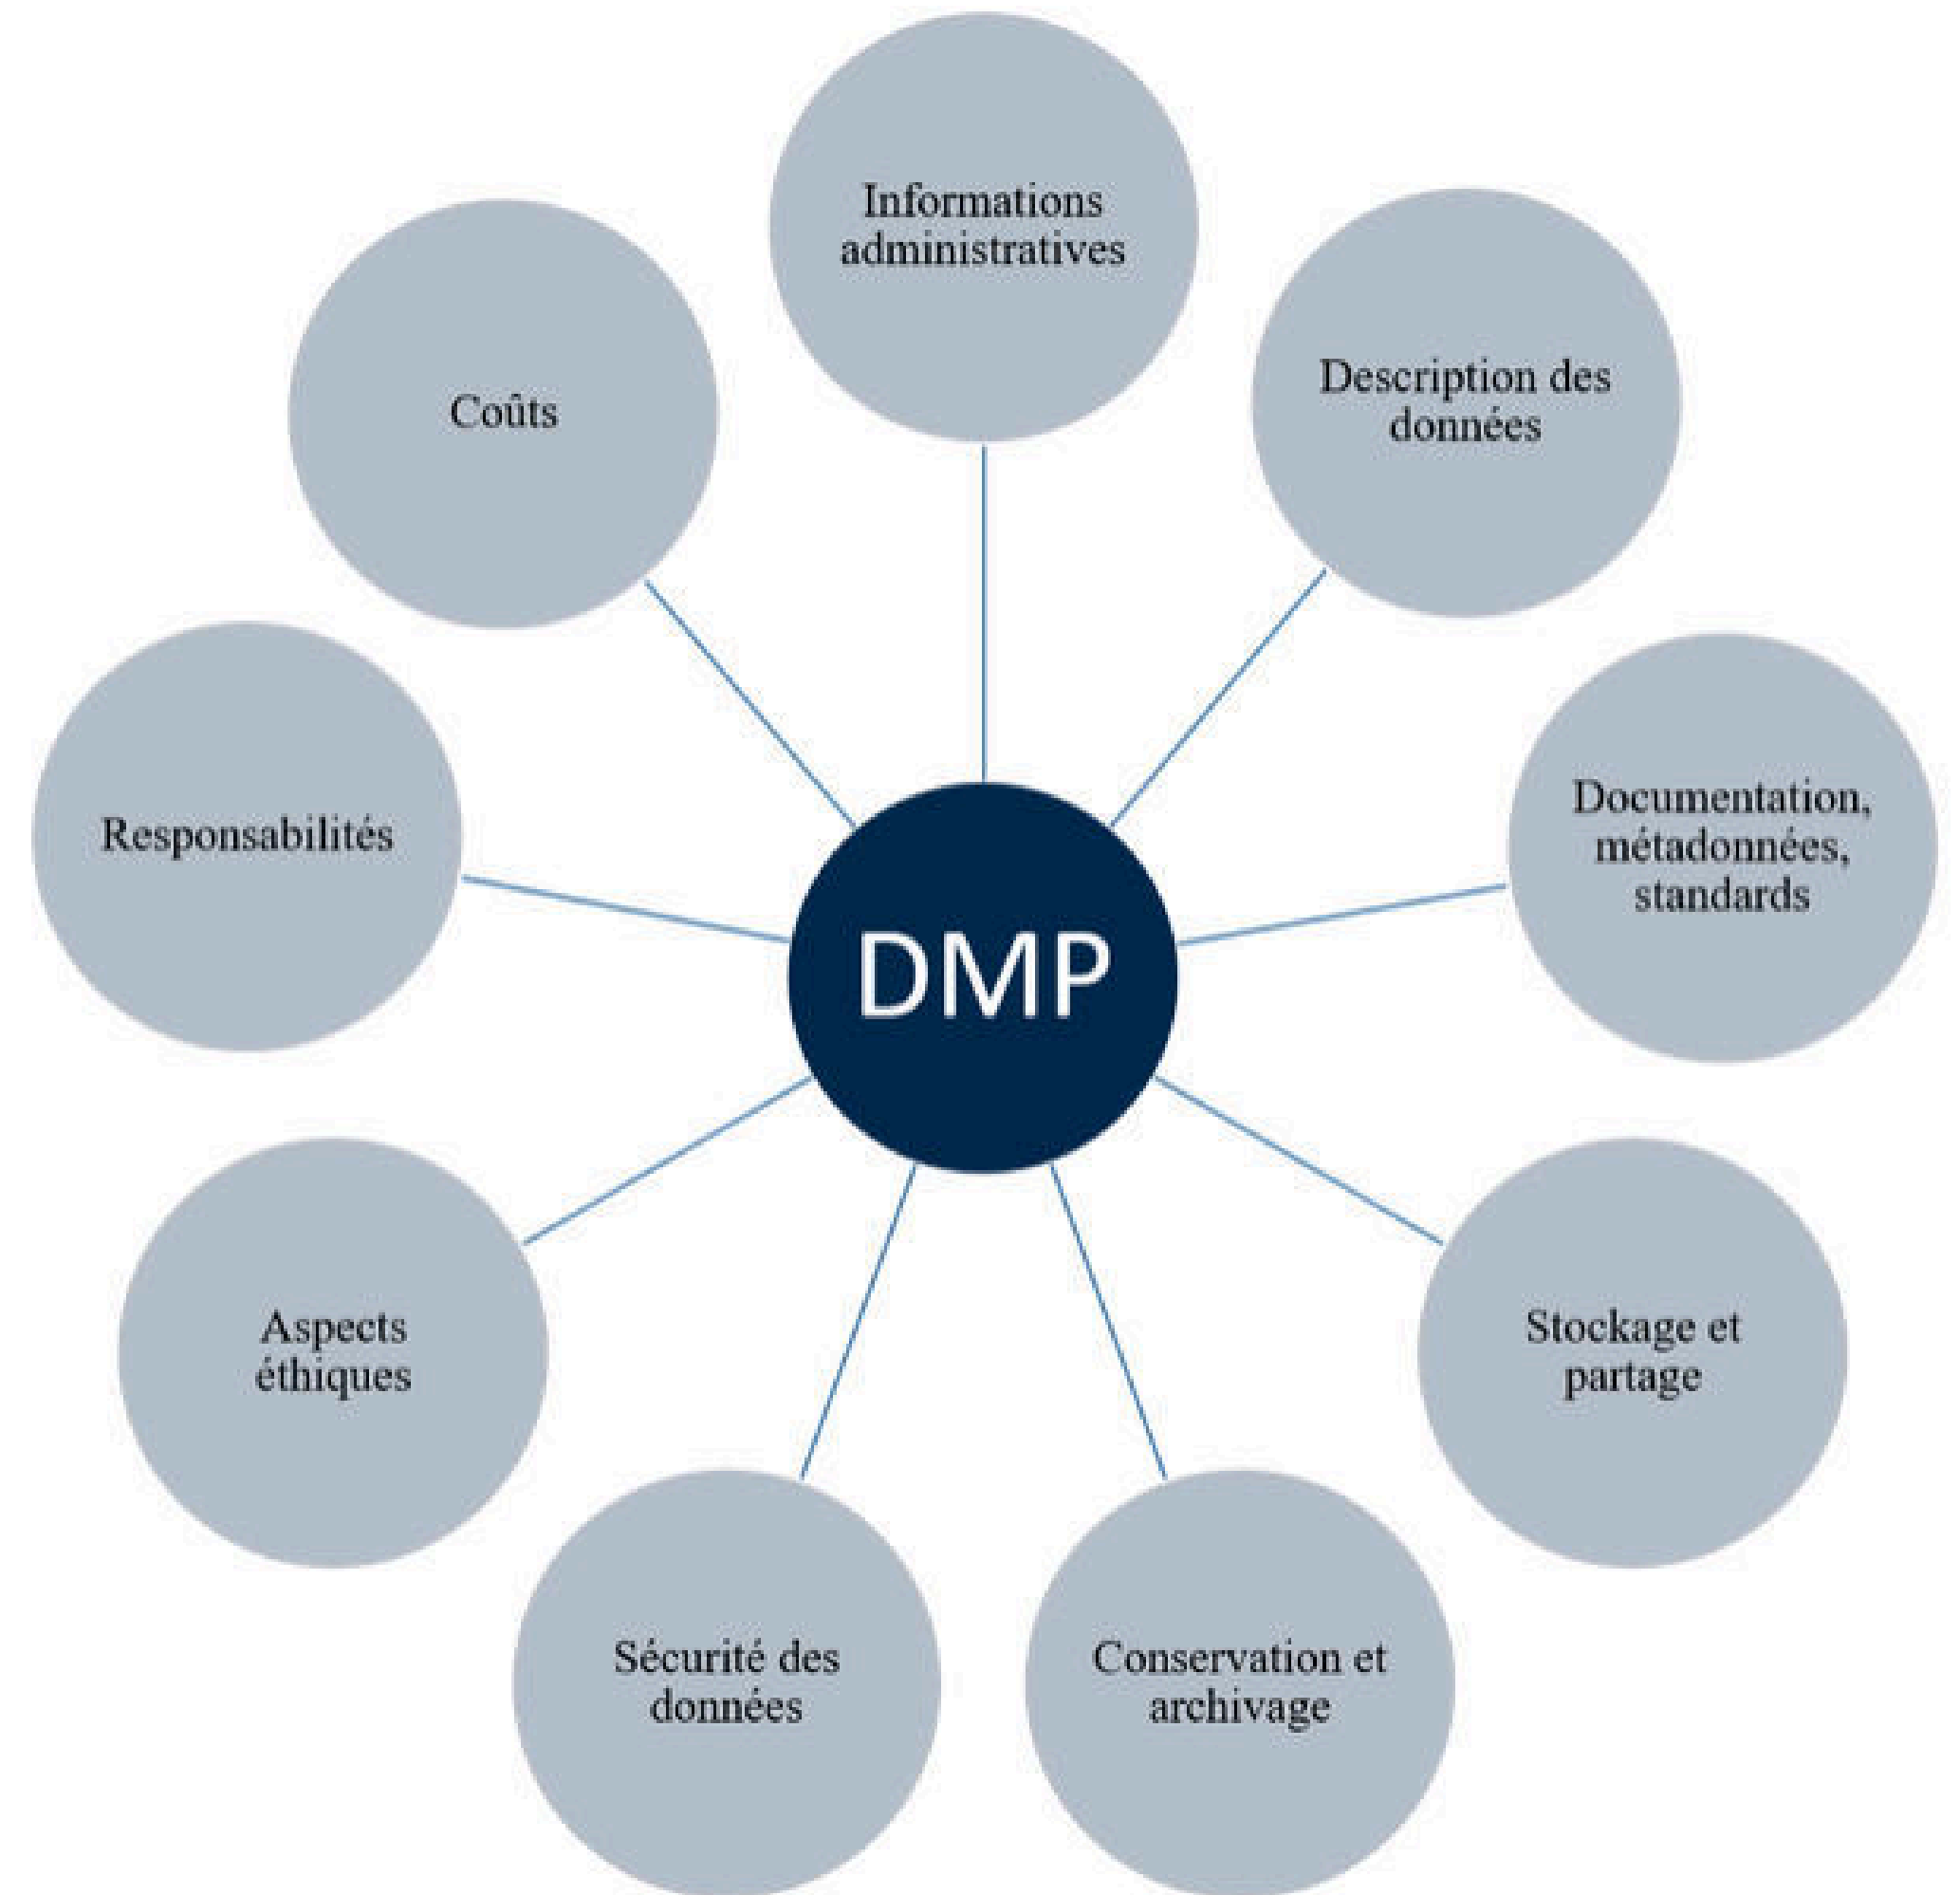 Informations
administratives
Description des
données
Documentation,
métadonnées,
standards
Stockage et
partage
Conservation et
archivage
Sécurité des
données
Aspects
éthiques
Responsabilités
Coûts
DMP